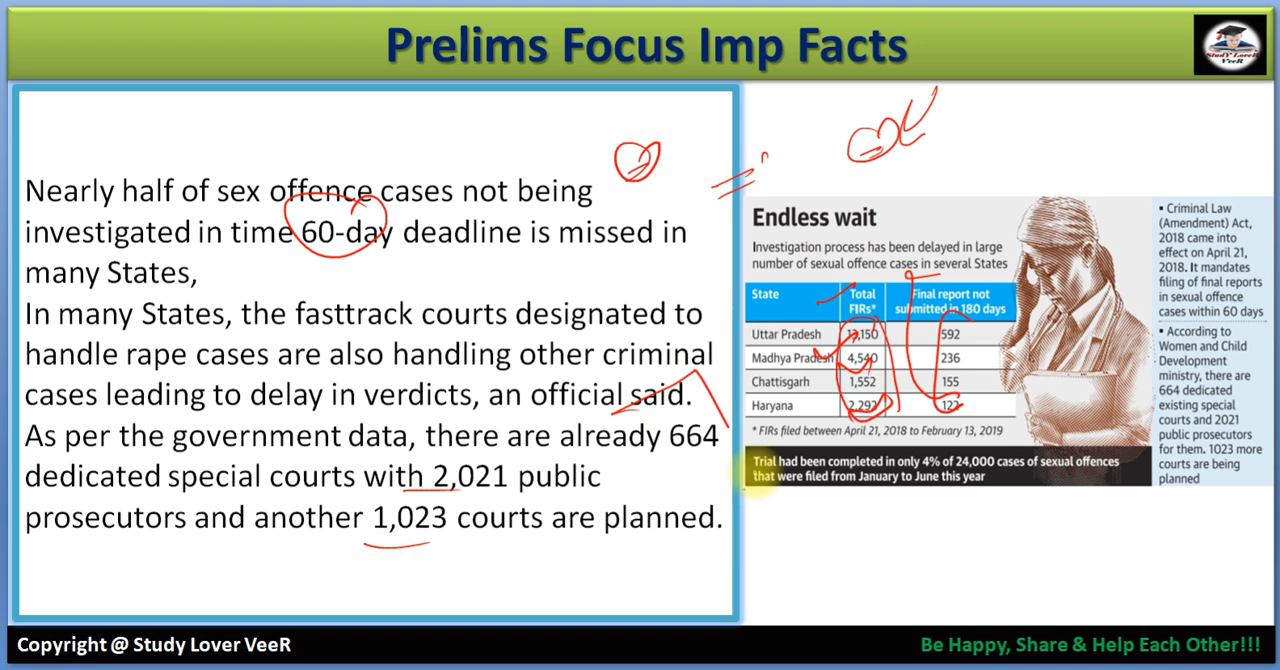 Prelims Focus Imp Facts
StudY LoveR
VeeR
Nearly half of sex offence cases not being
investigated in time 60-day deadline is missed in
many States,
In many States, the fasttrack courts designated to
handle rape cases are also handling other criminal
cases leading to delay in verdicts, an official said.
As per the government data, there are already 664
dedicated special courts with 2,021 public
prosecutors and another 1,023 courts are planned.
Endless wait
Investigation process has been delayed in large
number of sexual offence cases in several States
State Total FIRs* Final report not submitted in 180 days
Uttar Pradesh 592
Madhya Pradesh 4,540 236
Chattisgarh 1,552 155
Haryana 2,292 122
* FIRs filed between April 21, 2018 to February 13, 2019
Trial had been completed in only 4% of 24,000 cases of sexual offences
that were filed from January to June this year
▪ Criminal Law
(Amendment) Act,
2018 came into
effect on April 21,
2018. It mandates
filing of final reports
in sexual offence
cases within 60 days
▪ According to
Women and Child
Development
ministry, there are
664 dedicated
existing special
courts and 2021
public prosecutors
for them. 1023 more
courts are being
planned
Copyright @ Study Lover VeeR
Be Happy, Share & Help Each Other!!!